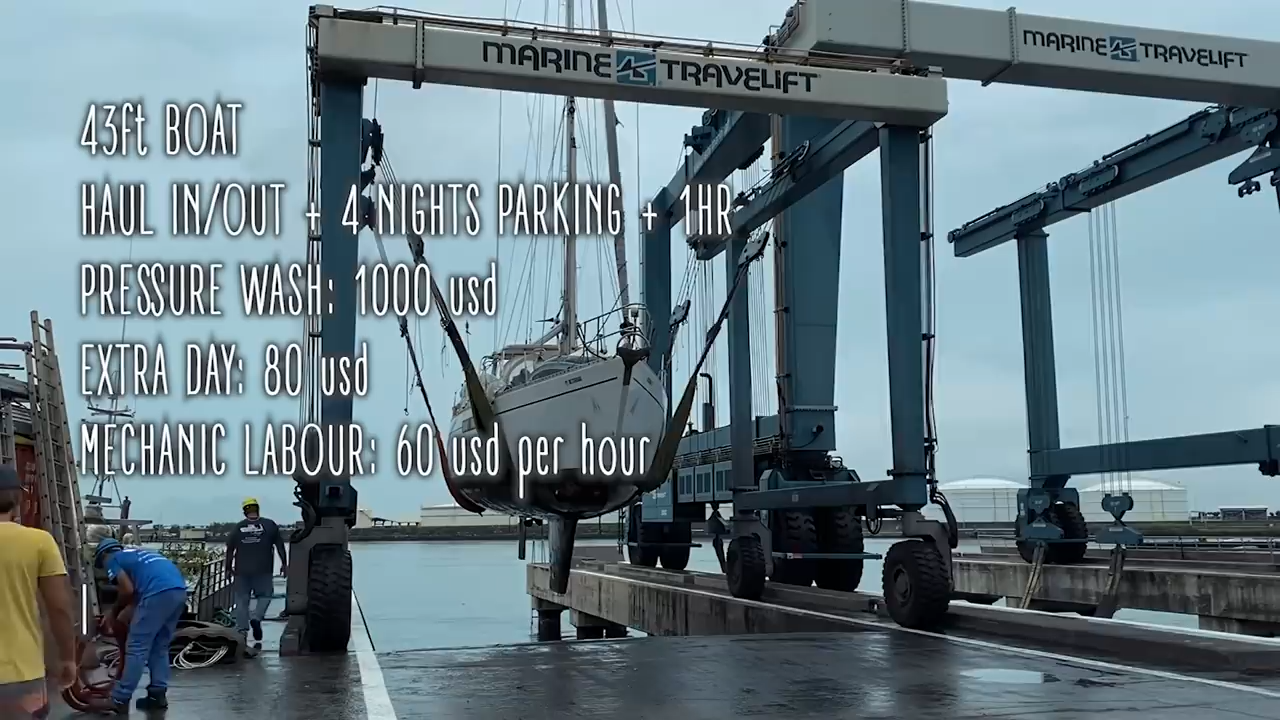 MARINE TRAVELIFT
MARINE TRAVELIFT
43ft BOAT
HAUL IN/OUT + 4 NIGHTS PARKING + 1HR
PRESSURE WASH: 1000 usd
EXTRA DAY: 80 usd
MECHANIC LABOUR: 60 usd per hour